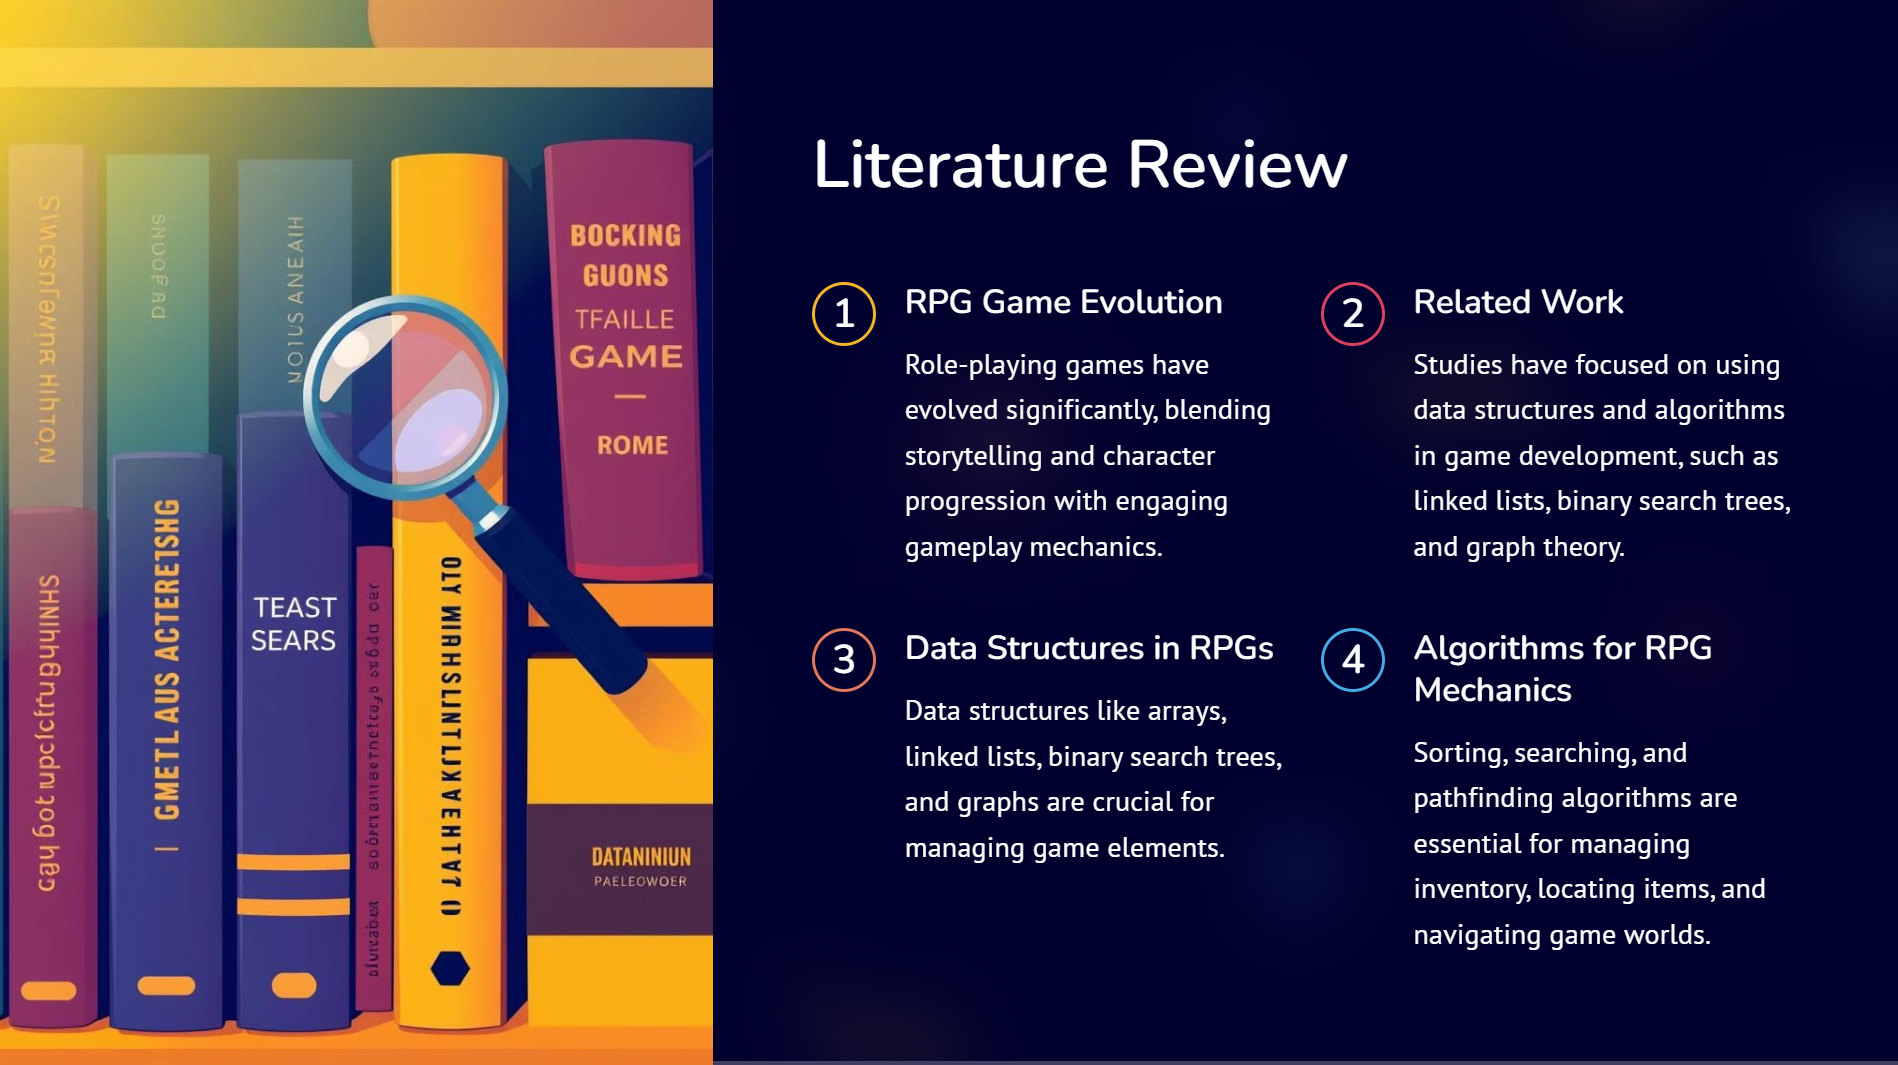 BOCKING
GUONS
TFAILLE
GAME
ROME
GMETL AUS
TEAST
SEARS
DATANINIUN
PAELEOWOER
Literature Review
1
RPG Game Evolution
Role-playing games have
evolved significantly, blending
storytelling and character
progression with engaging
gameplay mechanics.
2
Related Work
Studies have focused on using
data structures and algorithms
in game development, such as
linked lists, binary search trees,
and graph theory.
3
Data Structures in RPGs
Data structures like arrays,
linked lists, binary search trees,
and graphs are crucial for
managing game elements.
4
Algorithms for RPG
Mechanics
Sorting, searching, and
pathfinding algorithms are
essential for managing
inventory, locating items, and
navigating game worlds.